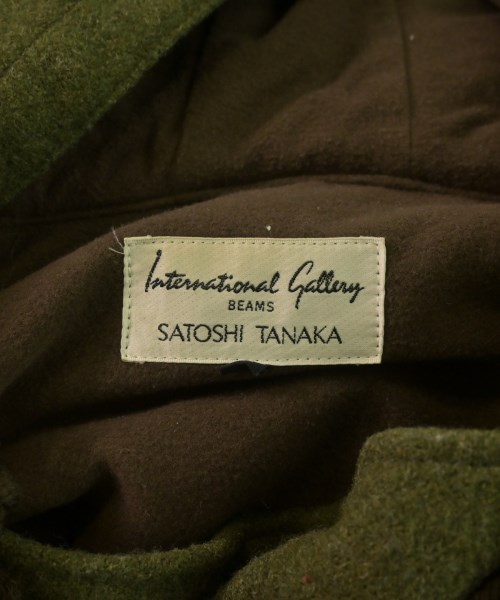 International Gallery
BEAMS
SATOSHI TANAKA